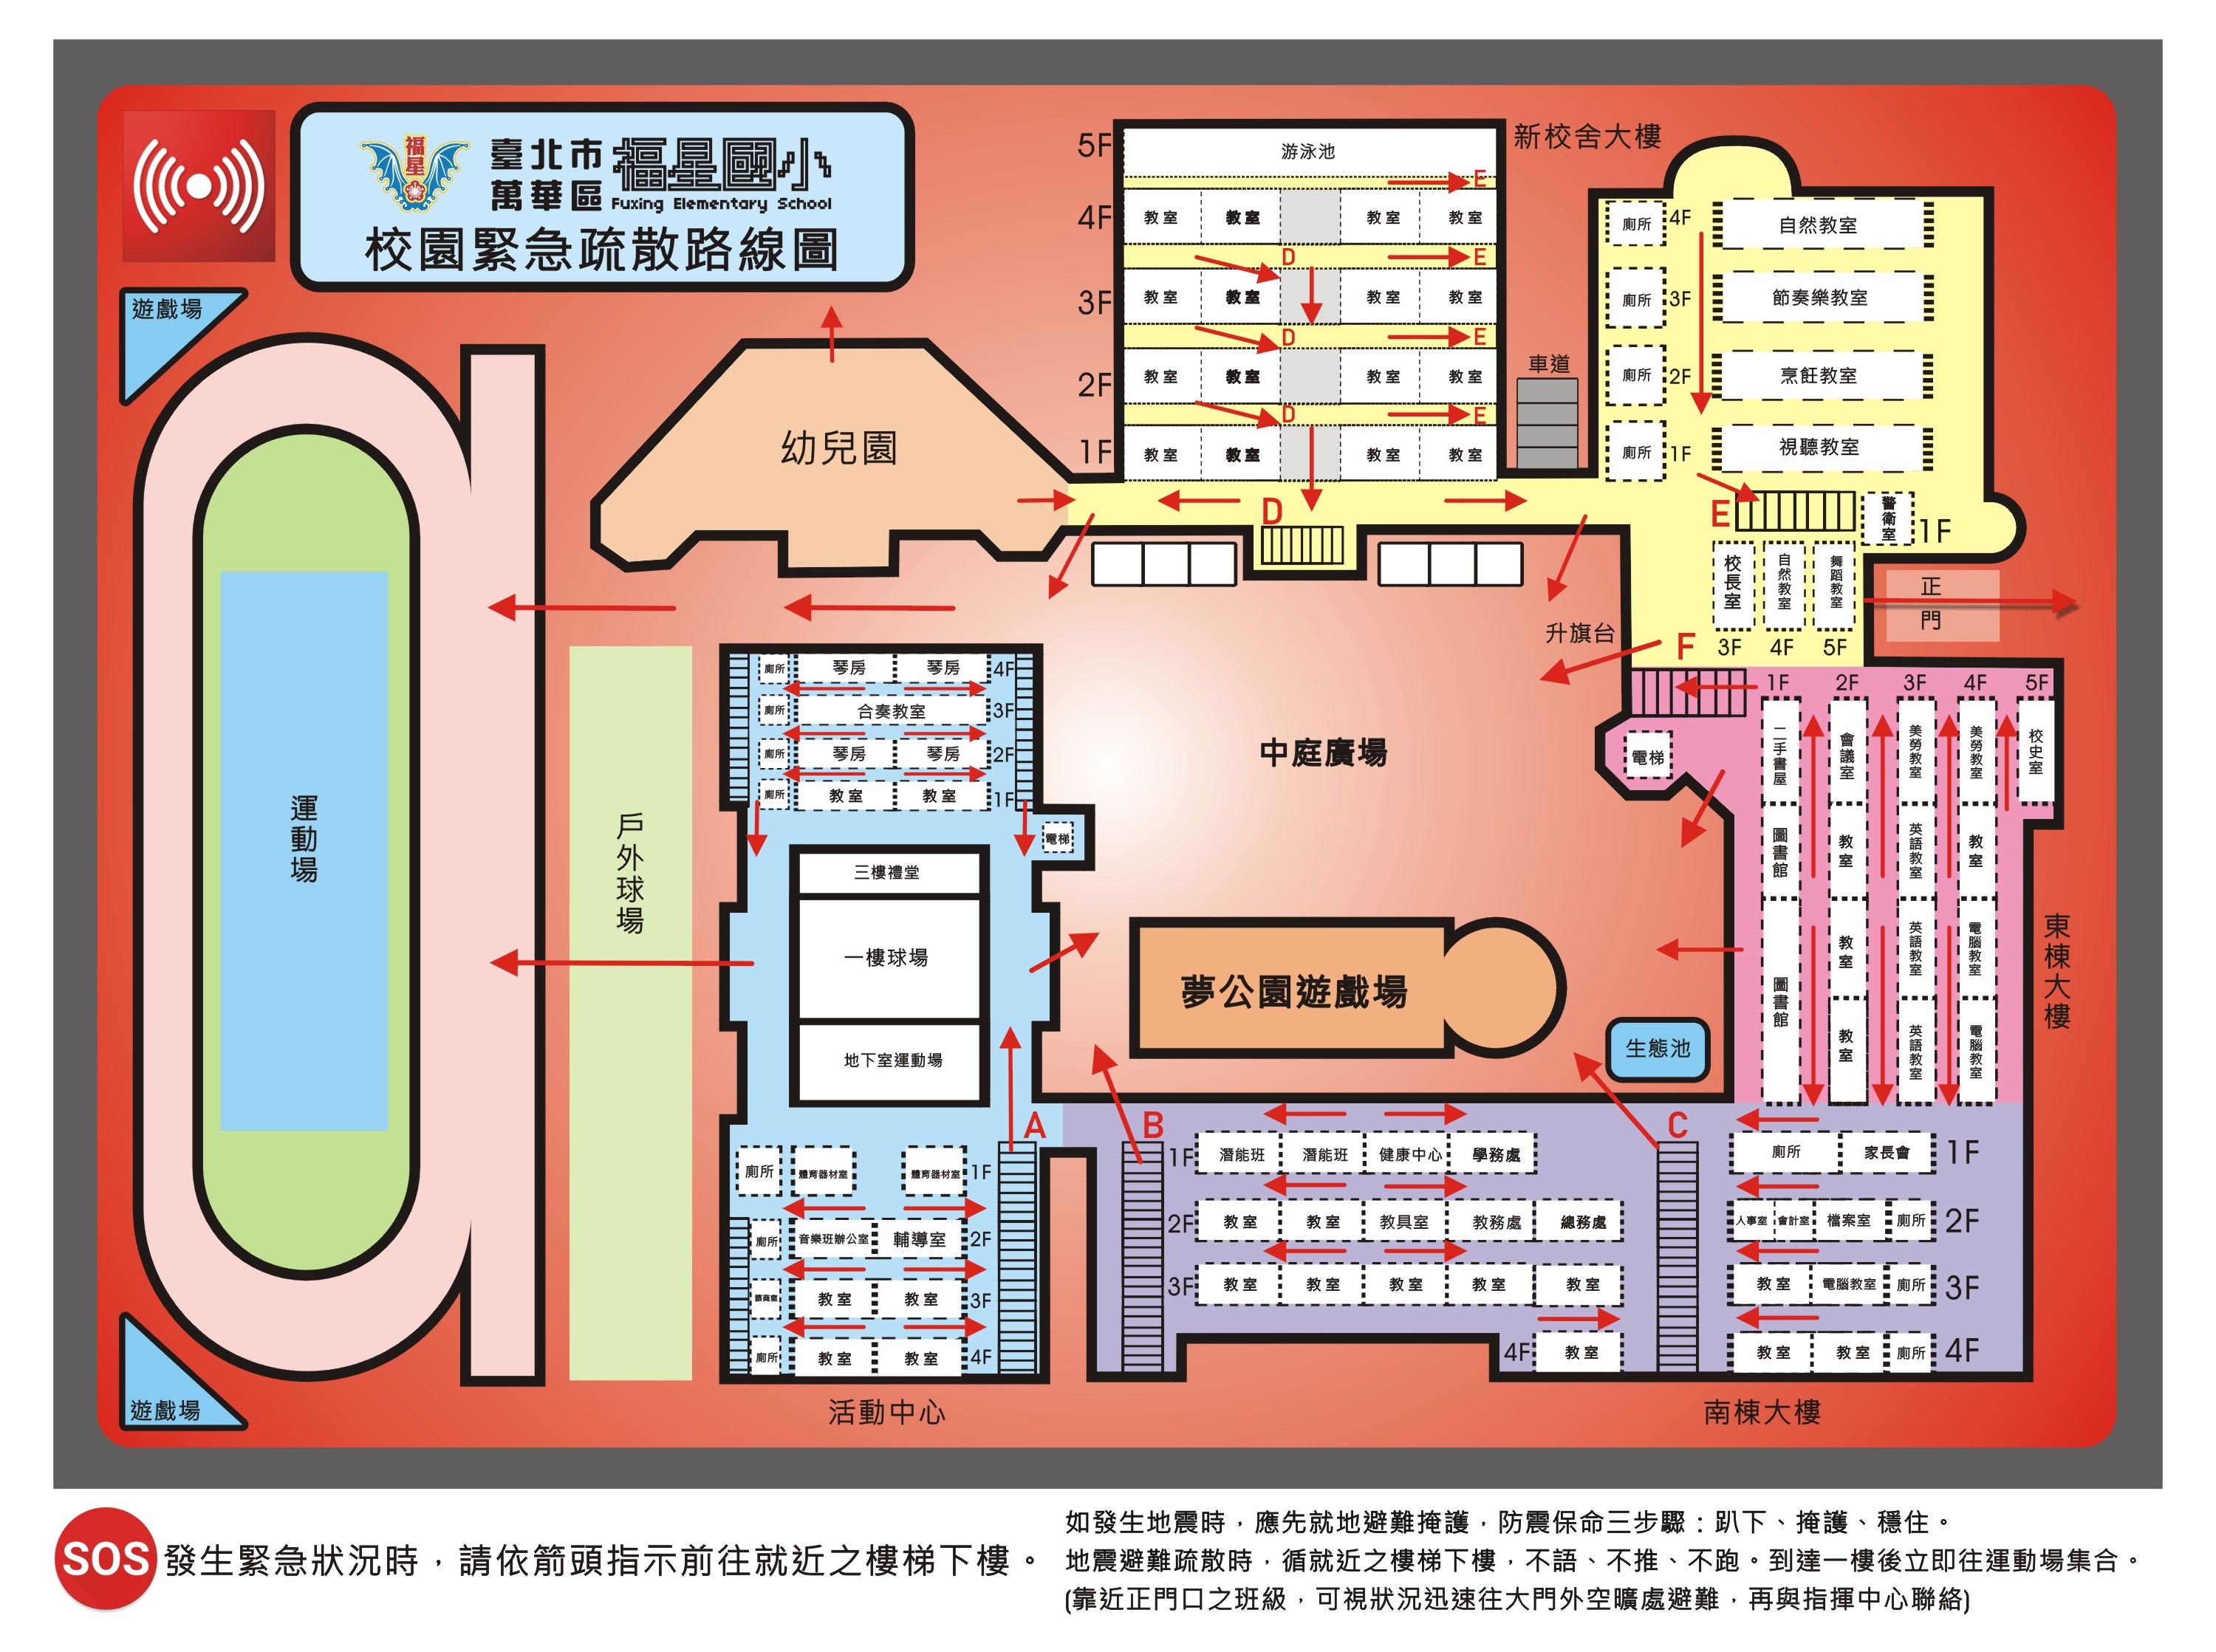 臺北市
萬華區
福星國小
福星
Fuxing Elementary School
校園緊急疏散路線圖
遊戲場
運動場
遊戲場
戶外球場
幼兒園
新校舍大樓
5F
游泳池
E
4F
教室 教室 教室 教室
D E
3F
教室 教室 教室 教室
D E
2F
教室 教室 教室 教室
D E
1F
教室 教室 教室 教室
D
車道
廁所 4F 自然教室
廁所 3F 節奏樂教室
廁所 2F 烹飪教室
廁所 1F 視聽教室
E
警衛室 1F
校長室 自然教室 舞蹈教室
3F 4F 5F
正門
升旗台
F
1F 2F 3F 4F 5F
電梯
二手書屋 會議室 美勞教室 美勞教室 校史室
圖書館 教室 英語教室 教室
圖書館 教室 英語教室 電腦教室
教室 英語教室 電腦教室
東棟大樓
中庭廣場
夢公園遊戲場
生態池
廁所 琴房 琴房 4F
廁所 合奏教室 3F
廁所 琴房 琴房 2F
廁所 教室 教室 1F
電梯
三樓禮堂
一樓球場
地下室運動場
A
廁所 體育器材室 體育器材室 1F
廁所 音樂班辦公室 輔導室 2F
教室 教室 3F
廁所 教室 教室 4F
活動中心
B
1F 潛能班 潛能班 健康中心 學務處
2F 教室 教室 教具室 教務處 總務處
3F 教室 教室 教室 教室 教室
4F 教室
C
廁所 家長會 1F
人事室 會計室 檔案室 廁所 2F
教室 電腦教室 廁所 3F
教室 教室 廁所 4F
南棟大樓
SOS 發生緊急狀況時，請依箭頭指示前往就近之樓梯下樓。
如發生地震時，應先就地避難掩護，防震保命三步驟：趴下、掩護、穩住。
地震避難疏散時，循就近之樓梯下樓，不語、不推、不跑。到達一樓後立即往運動場集合。
(靠近正門口之班級，可視狀況迅速往大門外空曠處避難，再與指揮中心聯絡)